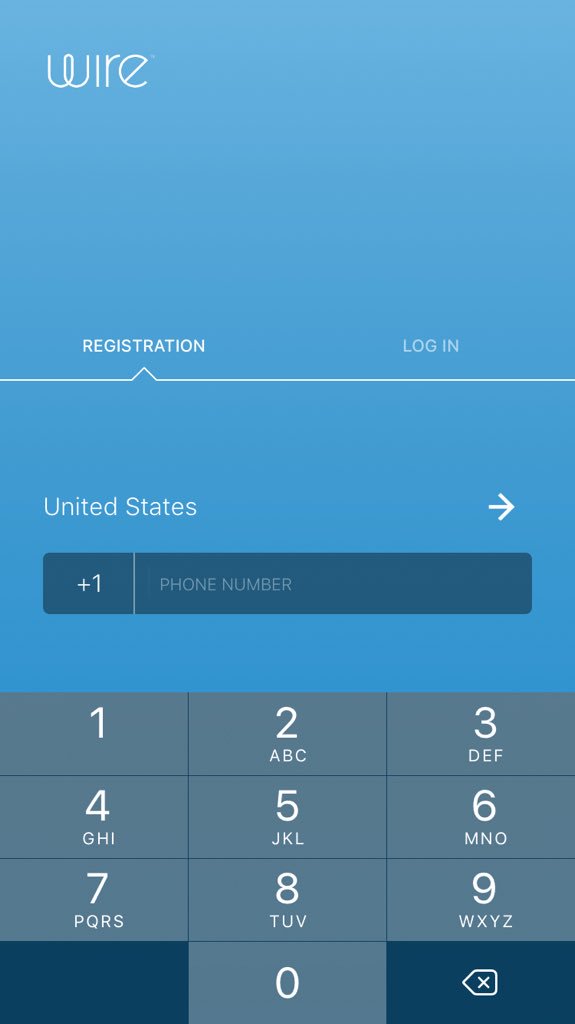 wire
REGISTRATION LOG IN
United States
+1 PHONE NUMBER
1 2 3
ABC DEF
4 5 6
GHI JKL MNO
7 8 9
PQRS TUV WXYZ
0